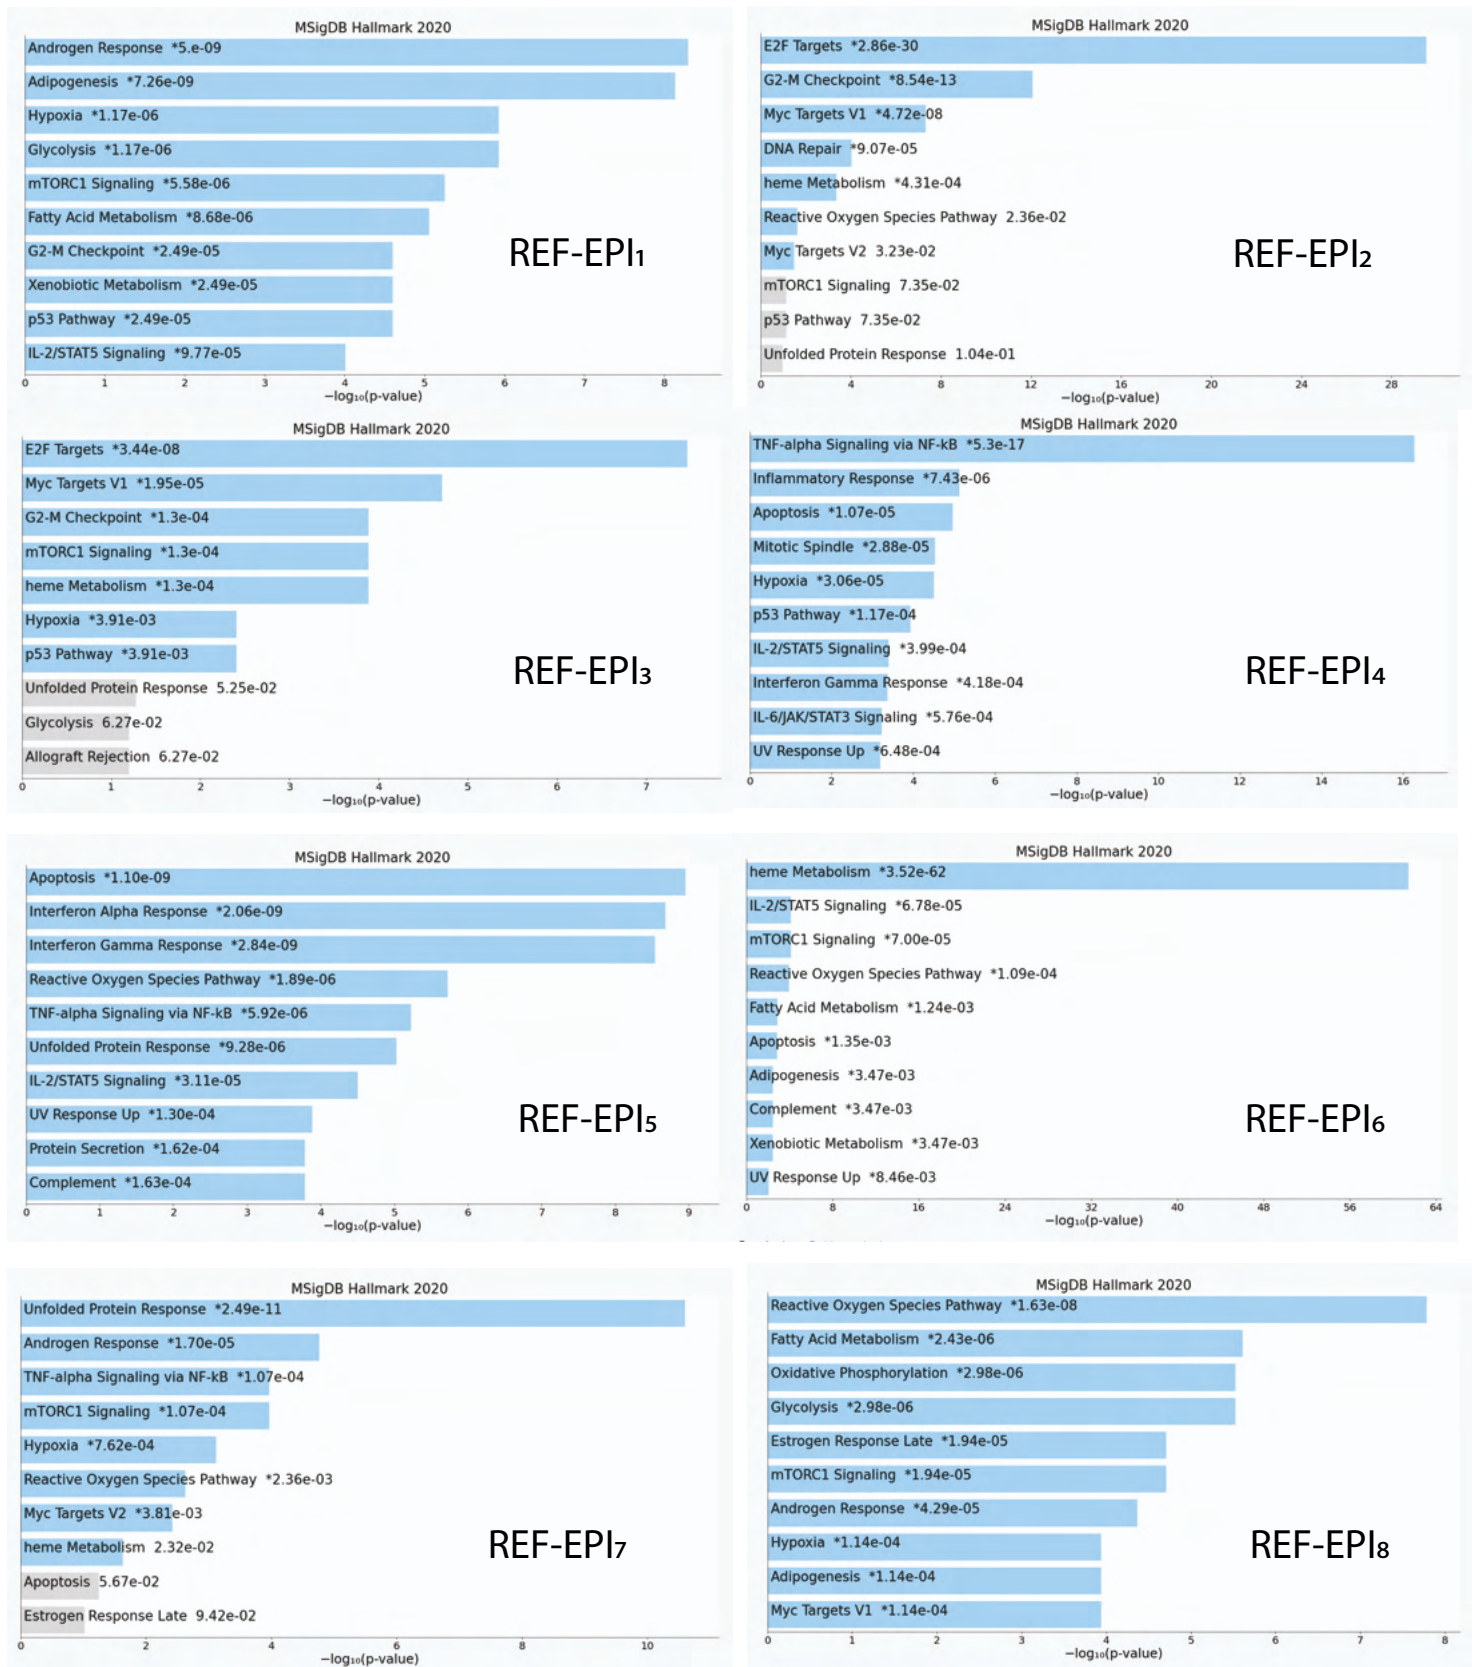 MSigDB Hallmark 2020
Androgen Response *5.e-09
Adipogenesis *7.26e-09
Hypoxia *1.17e-06
Glycolysis *1.17e-06
mTORC1 Signaling *5.58e-06
Fatty Acid Metabolism *8.68e-06
G2-M Checkpoint *2.49e-05
Xenobiotic Metabolism *2.49e-05
p53 Pathway *2.49e-05
IL-2/STAT5 Signaling *9.77e-05
REF-EPI₁
0 1 2 3 4 5 6 7 8
−log₁₀(p-value)
MSigDB Hallmark 2020
E2F Targets *2.86e-30
G2-M Checkpoint *8.54e-13
Myc Targets V1 *4.72e-08
DNA Repair *9.07e-05
heme Metabolism *4.31e-04
Reactive Oxygen Species Pathway 2.36e-02
Myc Targets V2 3.23e-02
mTORC1 Signaling 7.35e-02
p53 Pathway 7.35e-02
Unfolded Protein Response 1.04e-01
REF-EPI₂
0 4 8 12 16 20 24 28
−log₁₀(p-value)
MSigDB Hallmark 2020
E2F Targets *3.44e-08
Myc Targets V1 *1.95e-05
G2-M Checkpoint *1.3e-04
mTORC1 Signaling *1.3e-04
heme Metabolism *1.3e-04
Hypoxia *3.91e-03
p53 Pathway *3.91e-03
Unfolded Protein Response 5.25e-02
Glycolysis 6.27e-02
Allograft Rejection 6.27e-02
REF-EPI₃
0 1 2 3 4 5 6 7
−log₁₀(p-value)
MSigDB Hallmark 2020
TNF-alpha Signaling via NF-kB *5.3e-17
Inflammatory Response *7.43e-06
Apoptosis *1.07e-05
Mitotic Spindle *2.88e-05
Hypoxia *3.06e-05
p53 Pathway *1.17e-04
IL-2/STAT5 Signaling *3.99e-04
Interferon Gamma Response *4.18e-04
IL-6/JAK/STAT3 Signaling *5.76e-04
UV Response Up *6.48e-04
REF-EPI₄
0 2 4 6 8 10 12 14 16
−log₁₀(p-value)
MSigDB Hallmark 2020
Apoptosis *1.10e-09
Interferon Alpha Response *2.06e-09
Interferon Gamma Response *2.84e-09
Reactive Oxygen Species Pathway *1.89e-06
TNF-alpha Signaling via NF-kB *5.92e-06
Unfolded Protein Response *9.28e-06
IL-2/STAT5 Signaling *3.11e-05
UV Response Up *1.30e-04
Protein Secretion *1.62e-04
Complement *1.63e-04
REF-EPI₅
0 1 2 3 4 5 6 7 8 9
−log₁₀(p-value)
MSigDB Hallmark 2020
heme Metabolism *3.52e-62
IL-2/STAT5 Signaling *6.78e-05
mTORC1 Signaling *7.00e-05
Reactive Oxygen Species Pathway *1.09e-04
Fatty Acid Metabolism *1.24e-03
Apoptosis *1.35e-03
Adipogenesis *3.47e-03
Complement *3.47e-03
Xenobiotic Metabolism *3.47e-03
UV Response Up *8.46e-03
REF-EPI₆
0 8 16 24 32 40 48 56 64
−log₁₀(p-value)
MSigDB Hallmark 2020
Unfolded Protein Response *2.49e-11
Androgen Response *1.70e-05
TNF-alpha Signaling via NF-kB *1.07e-04
mTORC1 Signaling *1.07e-04
Hypoxia *7.62e-04
Reactive Oxygen Species Pathway *2.36e-03
Myc Targets V2 *3.81e-03
heme Metabolism 2.32e-02
Apoptosis 5.67e-02
Estrogen Response Late 9.42e-02
REF-EPI₇
0 2 4 6 8 10
−log₁₀(p-value)
MSigDB Hallmark 2020
Reactive Oxygen Species Pathway *1.63e-08
Fatty Acid Metabolism *2.43e-06
Oxidative Phosphorylation *2.98e-06
Glycolysis *2.98e-06
Estrogen Response Late *1.94e-05
mTORC1 Signaling *1.94e-05
Androgen Response *4.29e-05
Hypoxia *1.14e-04
Adipogenesis *1.14e-04
Myc Targets V1 *1.14e-04
REF-EPI₈
0 1 2 3 4 5 6 7 8
−log₁₀(p-value)